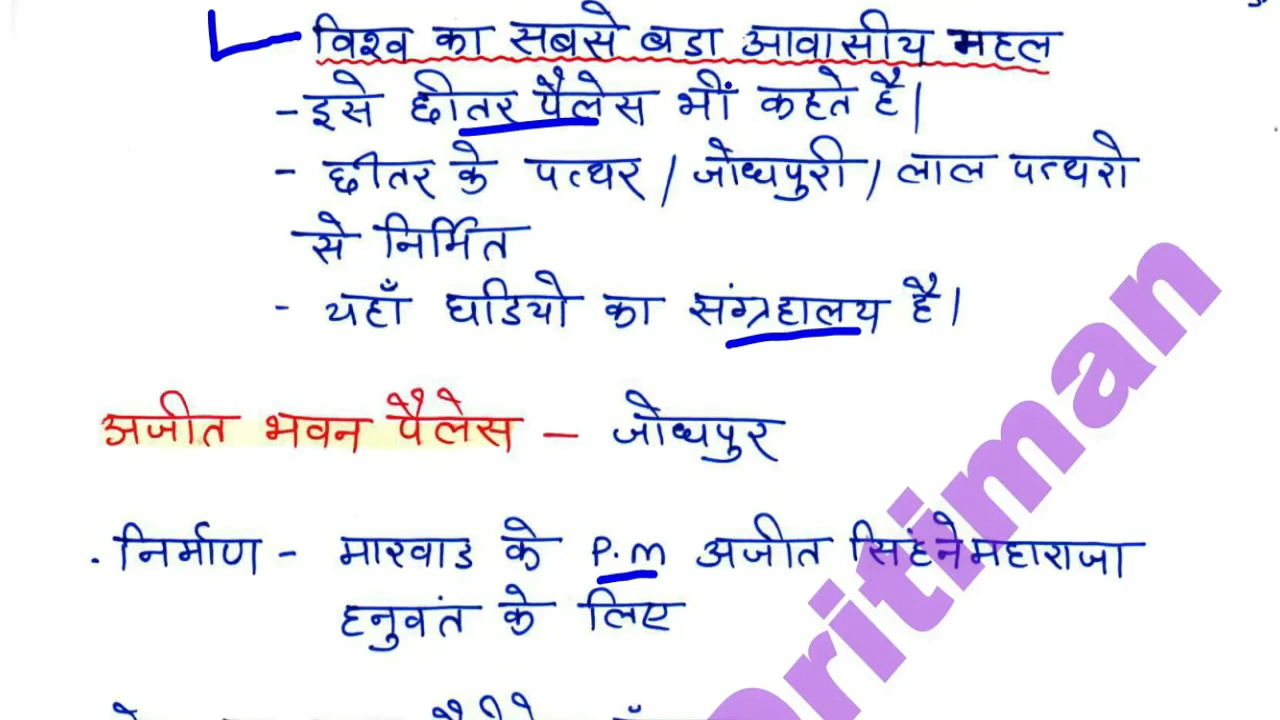 विश्व का सबसे बडा आवासीय महल
-इसे छीतर पैलेस भीं कहते है।
- छीतर के पत्थर / जोधपुरी / लाल पत्थरो
से निर्मित
- यहाँ घडियो का संग्रहालय है।
अजीत भवन पैलेस - जोधपुर
. निर्माण - मारवाड के P.M अजीत सिहंने महाराजा
हनुवंत के लिए
ritiman